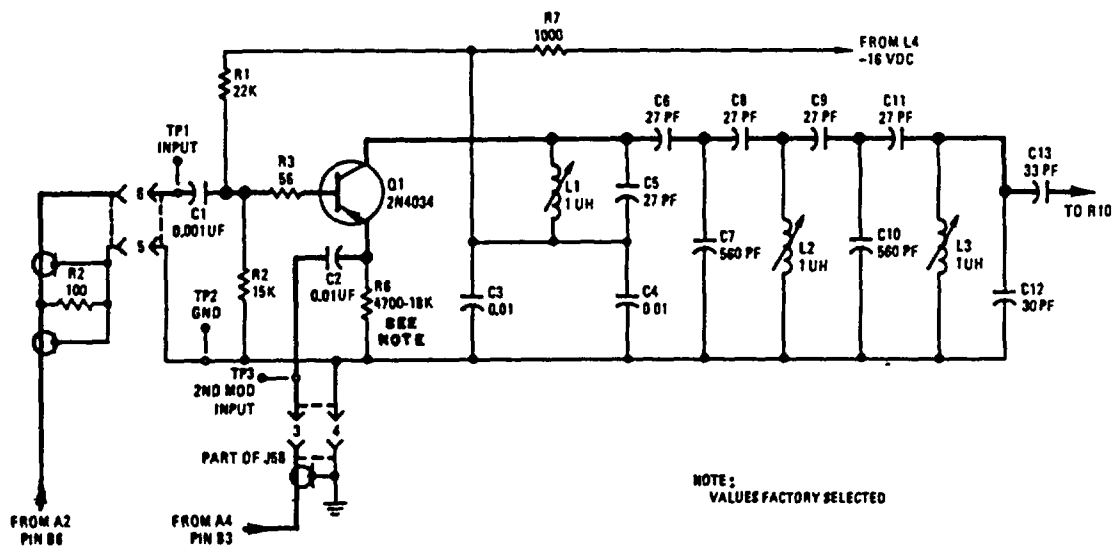 R7
1000
FROM L4
-16 VDC
R1
22K
C6
27 PF
C8
27 PF
C9
27 PF
C11
27 PF
TP1
INPUT
R3
56
C13
33 PF
Q1
2N4034
L1
1 UH
C5
27 PF
6
C1
0.001UF
TO R10
C7
560 PF
L2
1 UH
C10
560 PF
L3
1UH
5
R2
100
R2
15K
C2
0.01UF
R6
4700-18K
SEE
NOTE
C3
0.01
C4
0.01
C12
30 PF
TP2
GND
TP3
2ND MOD
INPUT
3
4
PART OF J58
NOTE:
VALUES FACTORY SELECTED
FROM A2
PIN B6
FROM A4
PIN B3